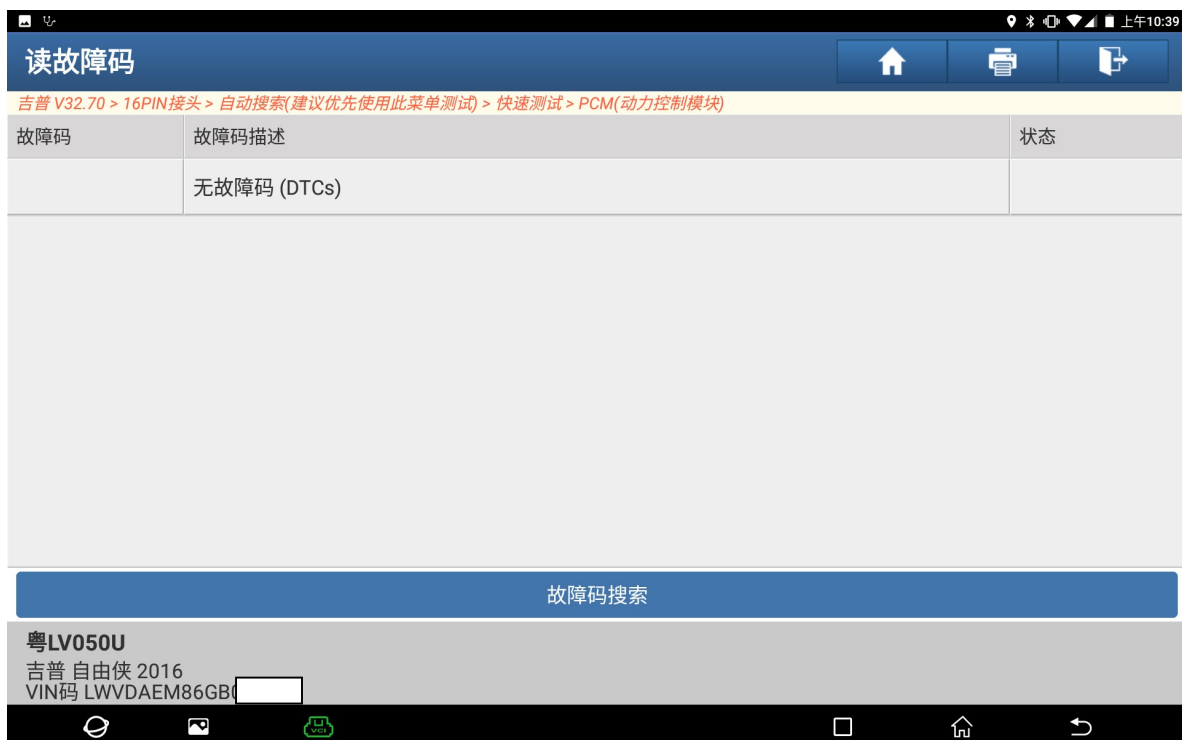 上午10:39
读故障码
吉普 V32.70 > 16PIN接头 > 自动搜索(建议优先使用此菜单测试) > 快速测试 > PCM(动力控制模块)
故障码 故障码描述 状态
无故障码 (DTCs)
故障码搜索
粤LV050U
吉普 自由侠 2016
VIN码 LWVDAEM86GB
VCI